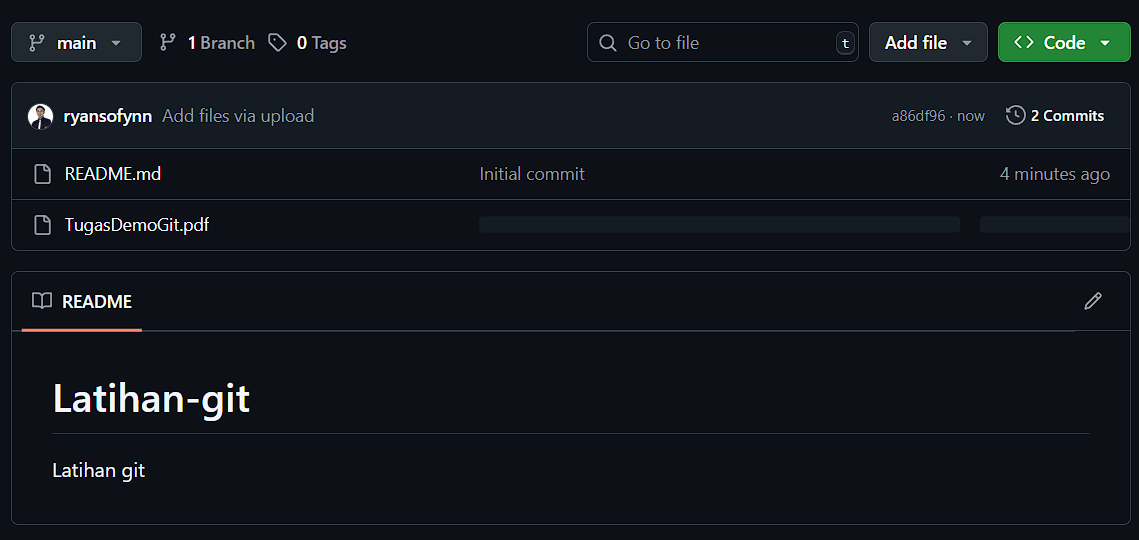 main 1 Branch 0 Tags Go to file t Add file Code
ryansofynn Add files via upload a86df96 · now 2 Commits
README.md Initial commit 4 minutes ago
TugasDemoGit.pdf
README
Latihan-git
Latihan git